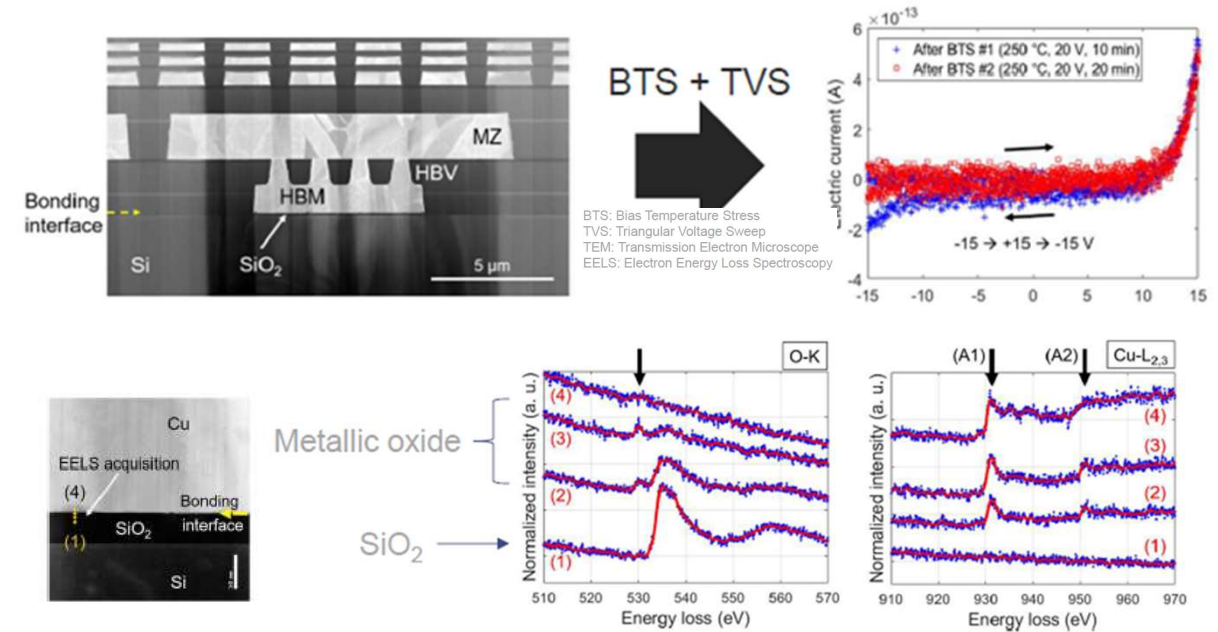 MZ
HBV
HBM
Bonding
interface
Si
SiO₂
5 µm
BTS + TVS
BTS: Bias Temperature Stress
TVS: Triangular Voltage Sweep
TEM: Transmission Electron Microscope
EELS: Electron Energy Loss Spectroscopy
× 10⁻¹³
After BTS #1 (250 °C, 20 V, 10 min)
After BTS #2 (250 °C, 20 V, 20 min)
6
4
2
0
-2
-4
-15 → +15 → -15 V
-15 -10 -5 0 5 10 15
Cu
EELS acquisition
(4)
Bonding
interface
SiO₂
(1)
Si
Metallic oxide
SiO₂
O-K
Normalized intensity (a. u.)
(4)
(3)
(2)
(1)
510 520 530 540 550 560 570
Energy loss (eV)
(A1)
(A2)
Cu-L₂,₃
Normalized intensity (a. u.)
(4)
(3)
(2)
(1)
910 920 930 940 950 960 970
Energy loss (eV)